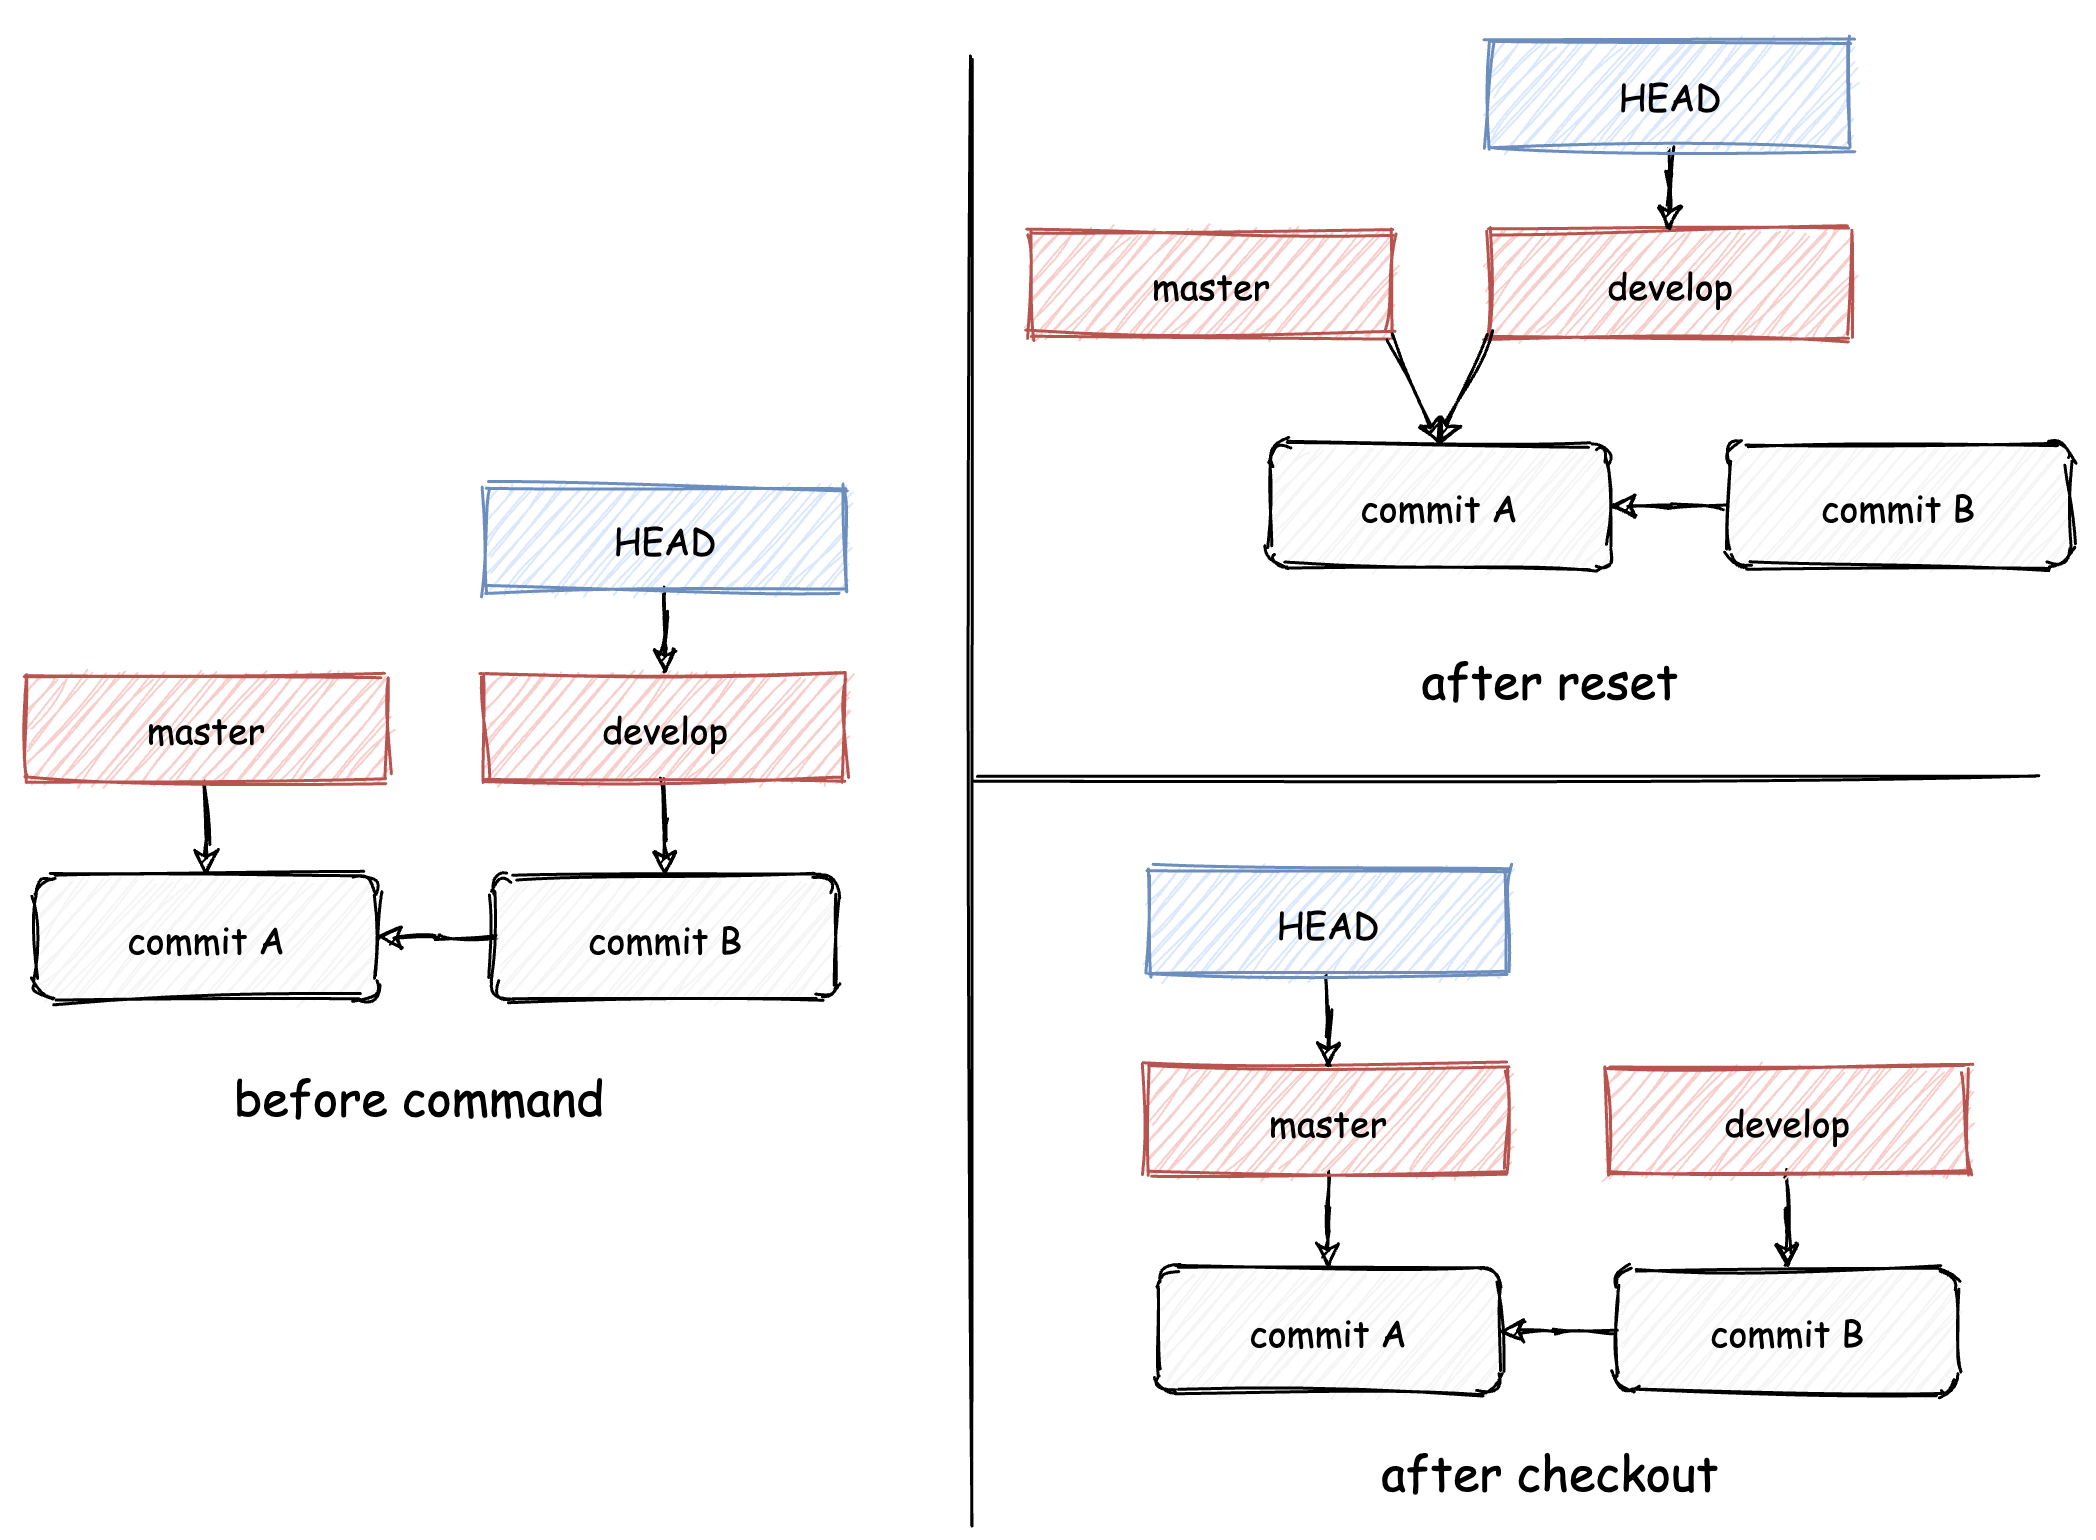 HEAD
master
develop
commit A
commit B
before command
HEAD
master
develop
commit A
commit B
after reset
HEAD
master
develop
commit A
commit B
after checkout